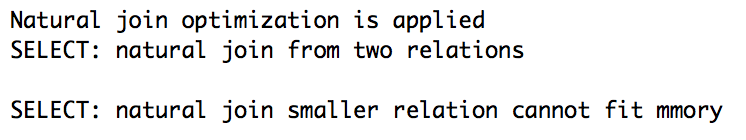 Natural join optimization is applied
SELECT: natural join from two relations
SELECT: natural join smaller relation cannot fit mmory